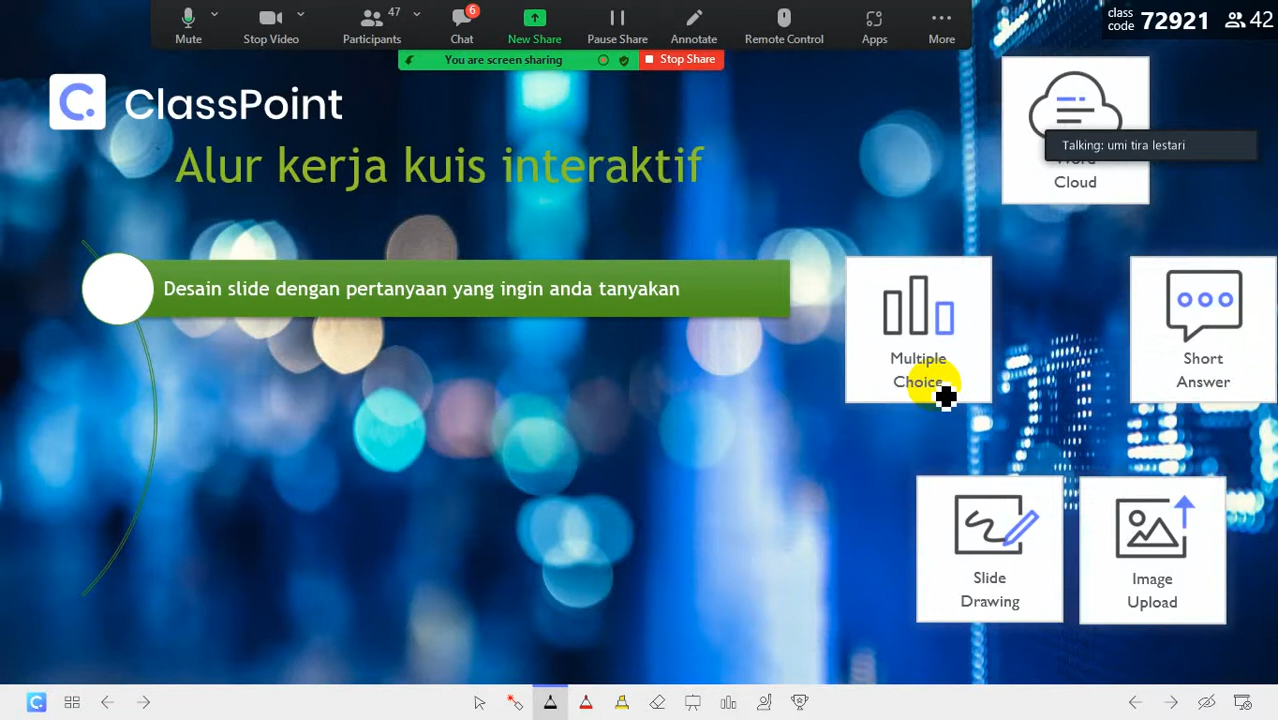 Mute
Stop Video
47
Participants
6
Chat
New Share
Pause Share
Annotate
Remote Control
Apps
More
class
code 72921 42
You are screen sharing
Stop Share
ClassPoint
Alur kerja kuis interaktif
Talking: umi tira lestari
Word
Cloud
Desain slide dengan pertanyaan yang ingin anda tanyakan
Multiple
Choice
Short
Answer
Slide
Drawing
Image
Upload